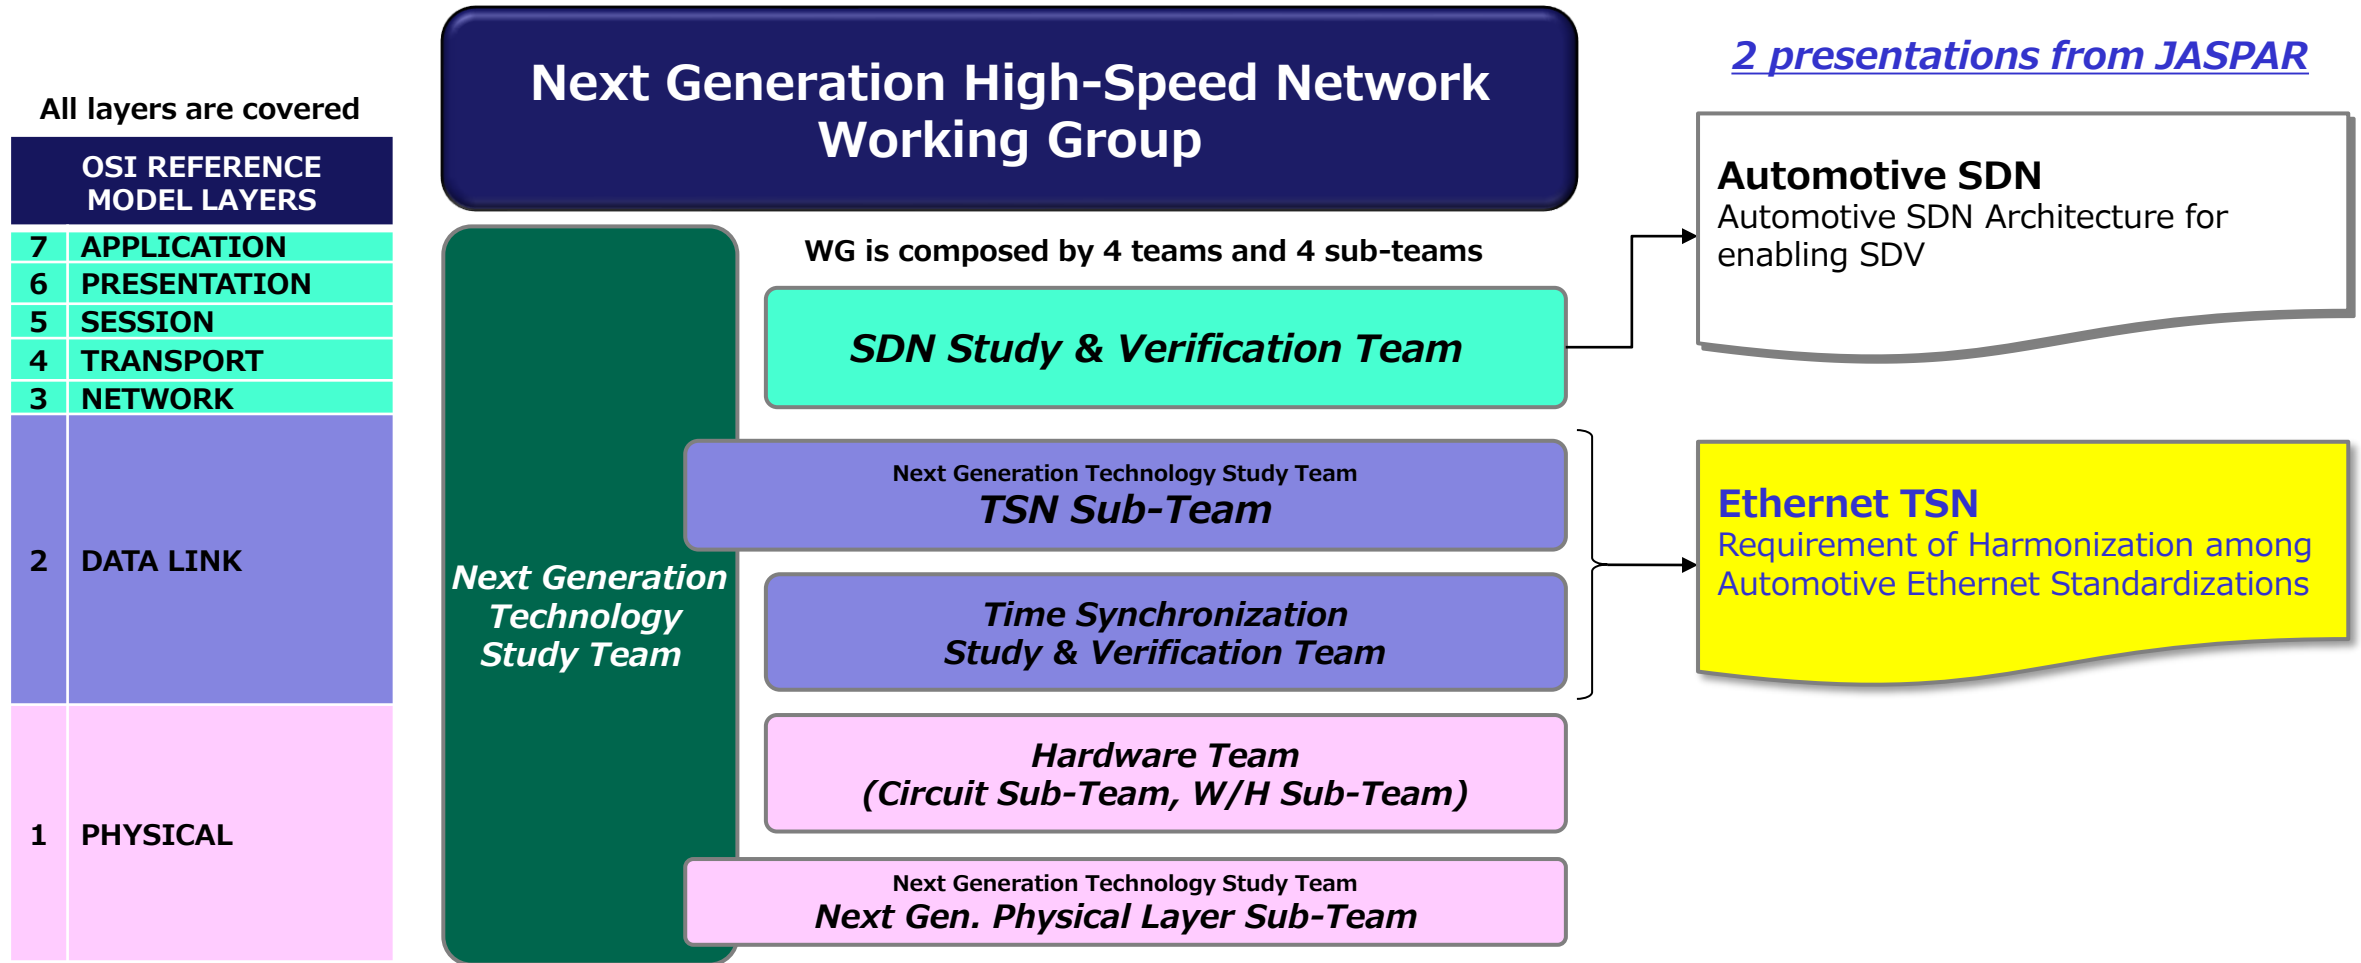 All layers are covered
OSI REFERENCE
MODEL LAYERS
7 APPLICATION
6 PRESENTATION
5 SESSION
4 TRANSPORT
3 NETWORK
2 DATA LINK
1 PHYSICAL
Next Generation High-Speed Network
Working Group
WG is composed by 4 teams and 4 sub-teams
Next Generation
Technology
Study Team
SDN Study & Verification Team
Next Generation Technology Study Team
TSN Sub-Team
Time Synchronization
Study & Verification Team
Hardware Team
(Circuit Sub-Team, W/H Sub-Team)
Next Generation Technology Study Team
Next Gen. Physical Layer Sub-Team
2 presentations from JASPAR
Automotive SDN
Automotive SDN Architecture for
enabling SDV
Ethernet TSN
Requirement of Harmonization among
Automotive Ethernet Standardizations